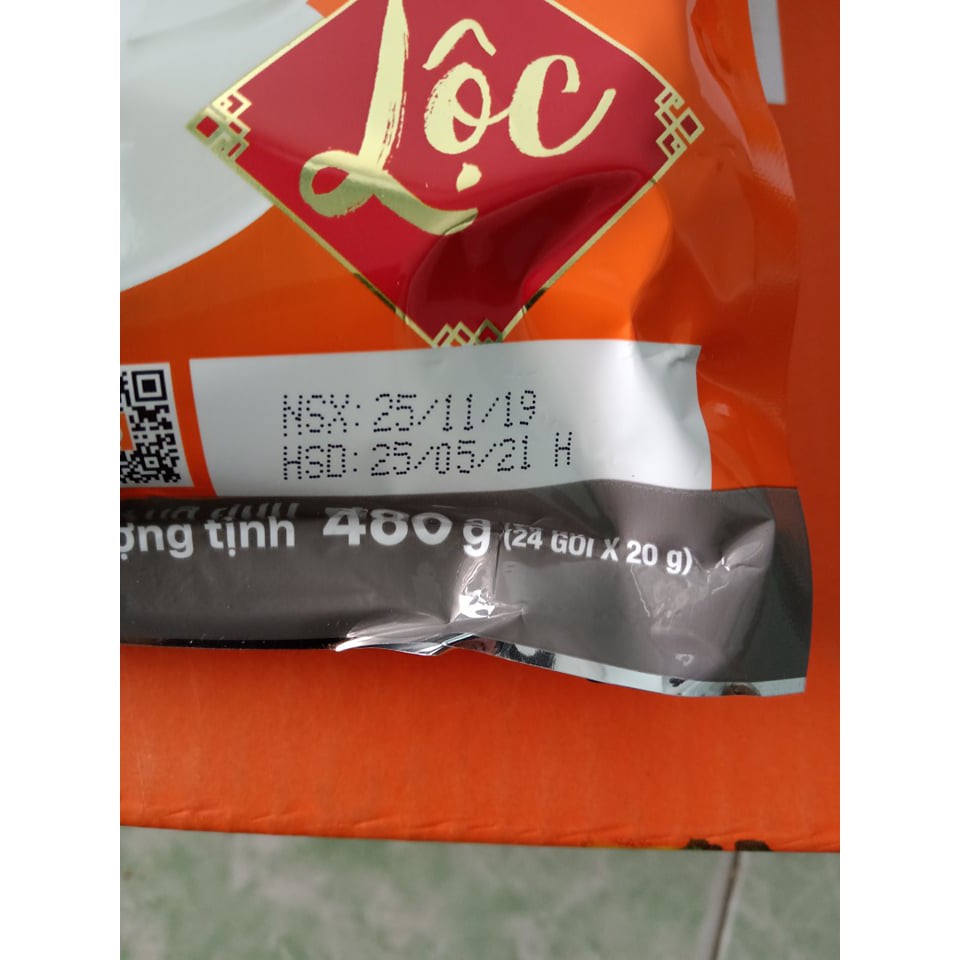 Lộc
NSX: 25/11/19
HSD: 25/05/21 H
ợng tịnh 480 g (24 GÓI X 20 g)